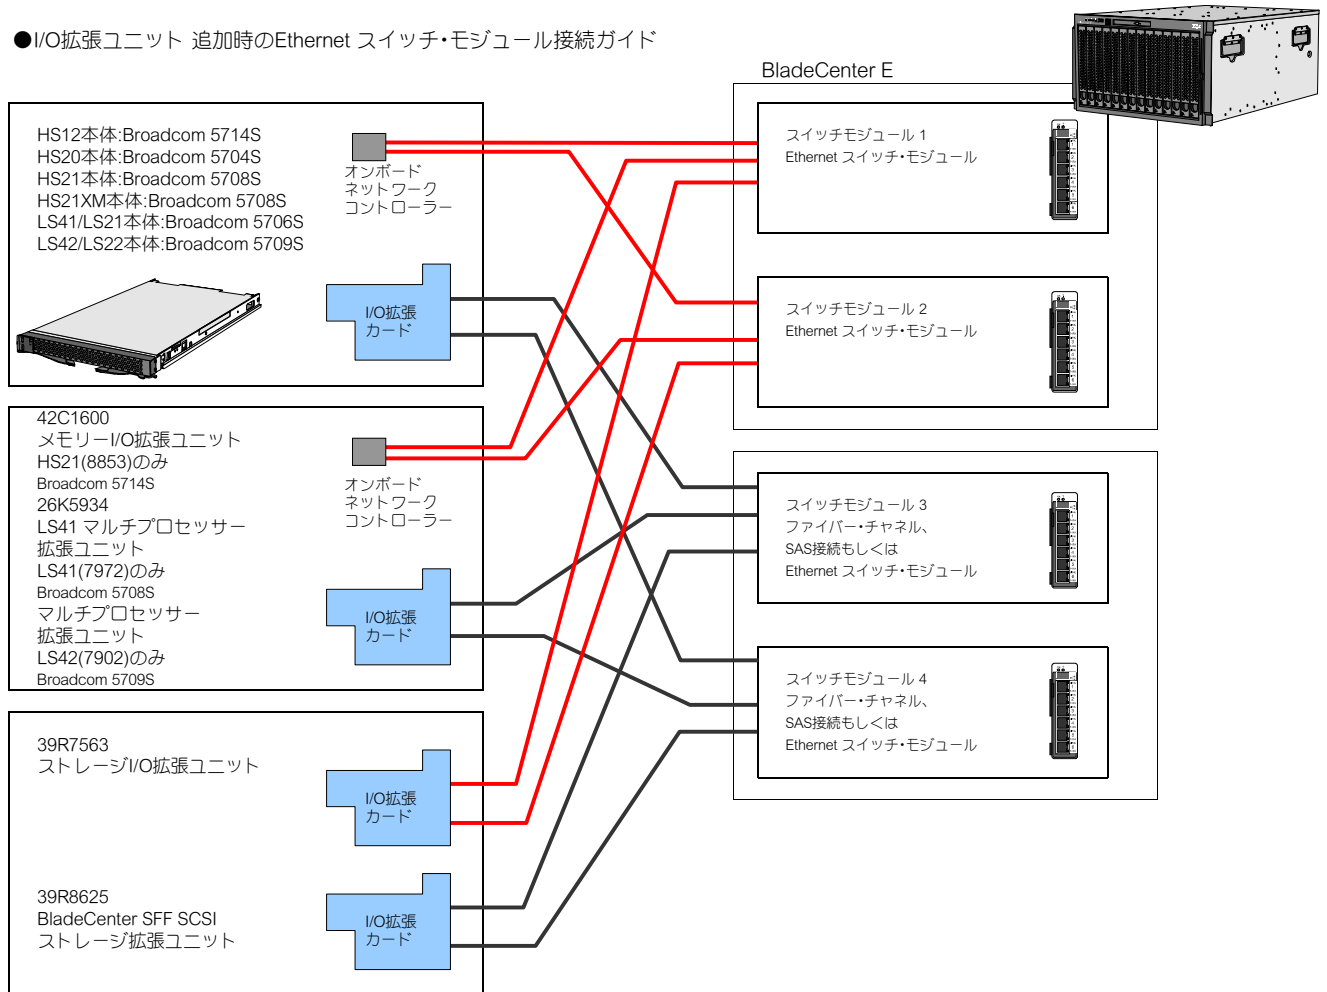 ●I/O拡張ユニット 追加時のEthernet スイッチ・モジュール接続ガイド
BladeCenter E
HS12本体:Broadcom 5714S
HS20本体:Broadcom 5704S
HS21本体:Broadcom 5708S
HS21XM本体:Broadcom 5708S
LS41/LS21本体:Broadcom 5706S
LS42/LS22本体:Broadcom 5709S
オンボード
ネットワーク
コントローラー
I/O拡張
カード
42C1600
メモリーI/O拡張ユニット
HS21(8853)のみ
Broadcom 5714S
26K5934
LS41 マルチプロセッサー
拡張ユニット
LS41(7972)のみ
Broadcom 5708S
マルチプロセッサー
拡張ユニット
LS42(7902)のみ
Broadcom 5709S
オンボード
ネットワーク
コントローラー
I/O拡張
カード
39R7563
ストレージI/O拡張ユニット
I/O拡張
カード
39R8625
BladeCenter SFF SCSI
ストレージ拡張ユニット
I/O拡張
カード
スイッチモジュール 1
Ethernet スイッチ・モジュール
スイッチモジュール 2
Ethernet スイッチ・モジュール
スイッチモジュール 3
ファイバー・チャネル、
SAS接続もしくは
Ethernet スイッチ・モジュール
スイッチモジュール 4
ファイバー・チャネル、
SAS接続もしくは
Ethernet スイッチ・モジュール